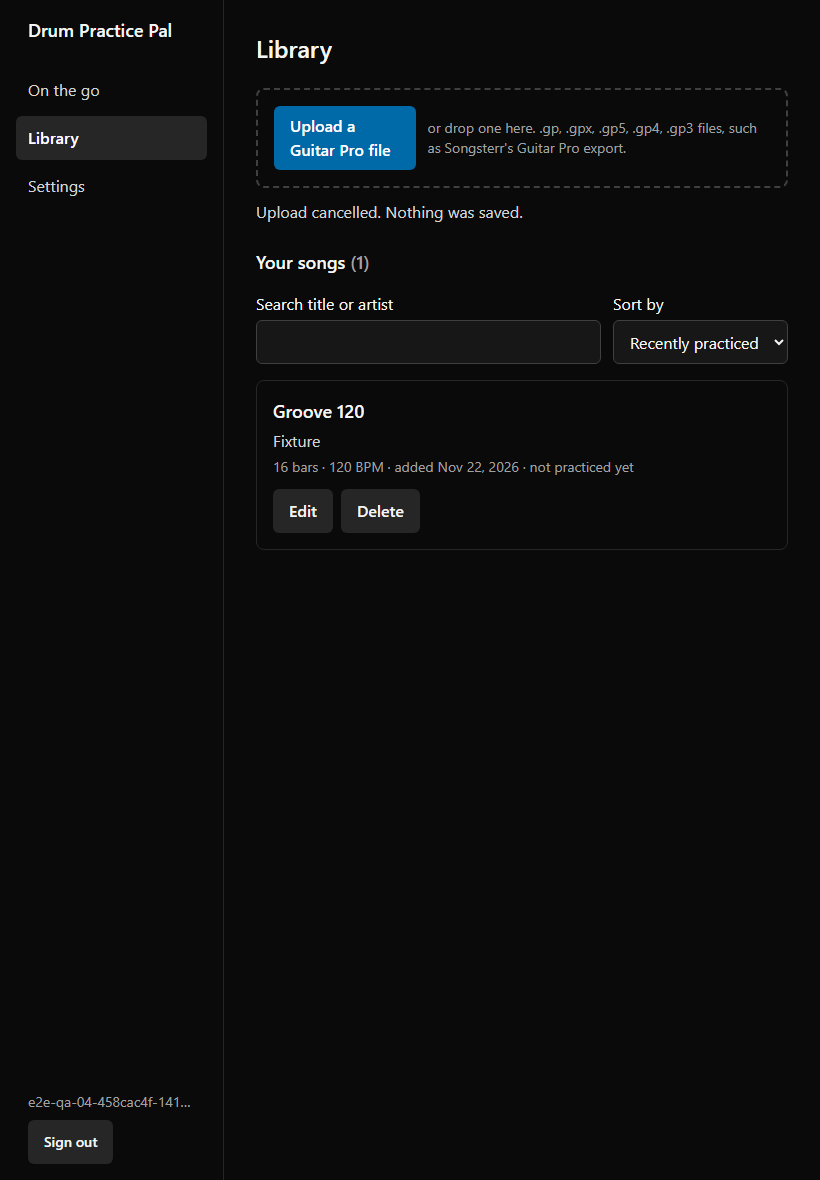 Drum Practice Pal
On the go
Library
Settings
e2e-qa-04-458cac4f-141...
Sign out
Library
Upload a
Guitar Pro file
or drop one here. .gp, .gpx, .gp5, .gp4, .gp3 files, such
as Songsterr's Guitar Pro export.
Upload cancelled. Nothing was saved.
Your songs (1)
Search title or artist
Sort by
Recently practiced
Groove 120
Fixture
16 bars · 120 BPM · added Nov 22, 2026 · not practiced yet
Edit
Delete